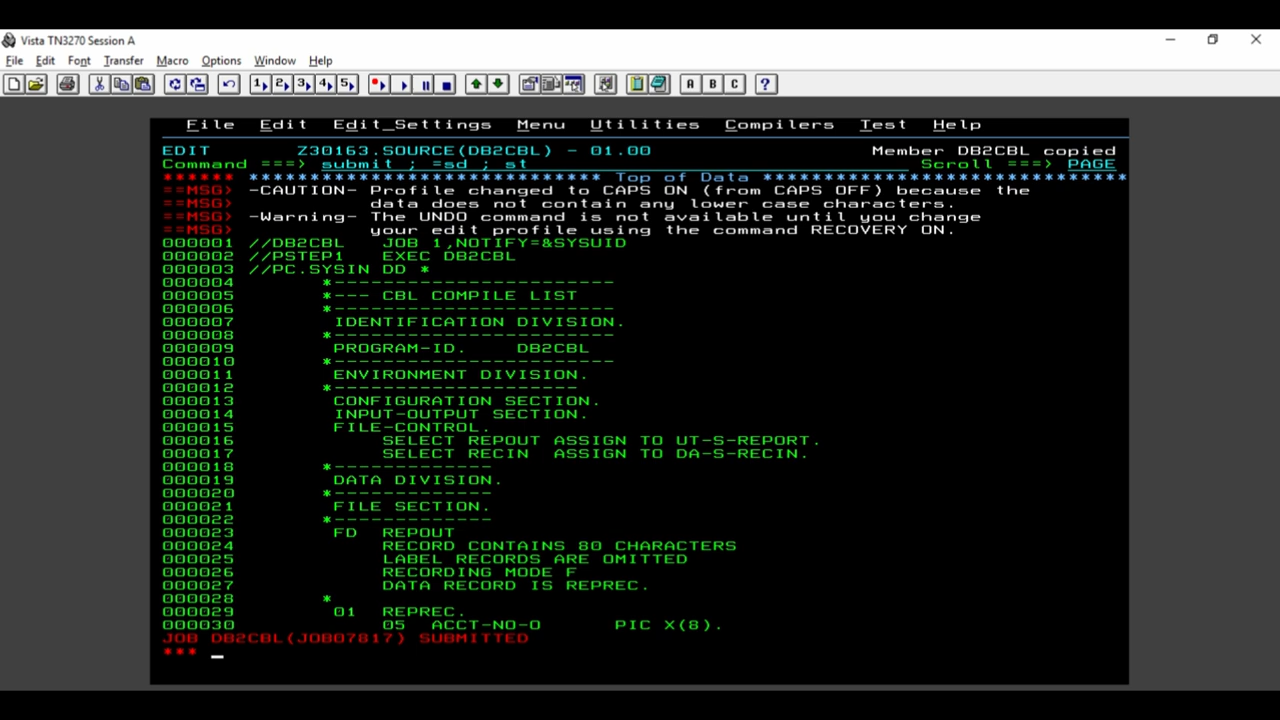 Vista TN3270 Session A
File Edit Font Transfer Macro Options Window Help
1 2 3 4 5 A B C ?
File Edit Edit_Settings Menu Utilities Compilers Test Help
EDIT Z30163.SOURCE(DB2CBL) - 01.00 Member DB2CBL copied
Command ===> submit ; =sd ; st Scroll ===> PAGE
****** ***************************** Top of Data ******************************
==MSG> -CAUTION- Profile changed to CAPS ON (from CAPS OFF) because the
==MSG> data does not contain any lower case characters.
==MSG> -Warning- The UNDO command is not available until you change
==MSG> your edit profile using the command RECOVERY ON.
000001 //DB2CBL JOB 1,NOTIFY=&SYSUID
000002 //PSTEP1 EXEC DB2CBL
000003 //PC.SYSIN DD *
000004 *-----------------------
000005 *--- CBL COMPILE LIST
000006 *-----------------------
000007 IDENTIFICATION DIVISION.
000008 *-----------------------
000009 PROGRAM-ID. DB2CBL
000010 *-----------------------
000011 ENVIRONMENT DIVISION.
000012 *--------------------
000013 CONFIGURATION SECTION.
000014 INPUT-OUTPUT SECTION.
000015 FILE-CONTROL.
000016 SELECT REPOUT ASSIGN TO UT-S-REPORT.
000017 SELECT RECIN ASSIGN TO DA-S-RECIN.
000018 *-------------
000019 DATA DIVISION.
000020 *-------------
000021 FILE SECTION.
000022 *-------------
000023 FD REPOUT
000024 RECORD CONTAINS 80 CHARACTERS
000025 LABEL RECORDS ARE OMITTED
000026 RECORDING MODE F
000027 DATA RECORD IS REPREC.
000028 *
000029 01 REPREC.
000030 05 ACCT-NO-O PIC X(8).
JOB DB2CBL(JOB07817) SUBMITTED
*** _